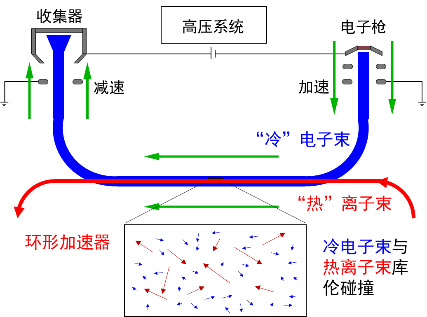 收集器
高压系统
电子枪
减速
加速
“冷”电子束
“热”离子束
环形加速器
冷电子束与
热离子束库
伦碰撞